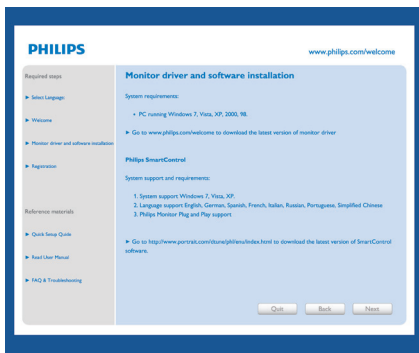 PHILIPS
www.philips.com/welcome
Required steps
► Select Language:
► Welcome
► Monitor driver and software installation
► Registration
Reference materials
► Quick Setup Quide
► Read User Manual
► FAQ & Troubleshooting
Monitor driver and software installation
System requirements:
• PC running Windows 7, Vista, XP, 2000, 98.
► Go to www.philips.com/welcome to download the latest version of monitor driver
Philips SmartControl
System support and requirements:
1. System support Windows 7, Vista, XP.
2. Language support English, German, Spanish, French, Italian, Russian, Portuguese, Simplified Chinese
3. Philips Monitor Plug and Play support
► Go to http://www.portrait.com/dtune/philenu/index.html to download the latest version of SmartControl
software.
Quit
Back
Next